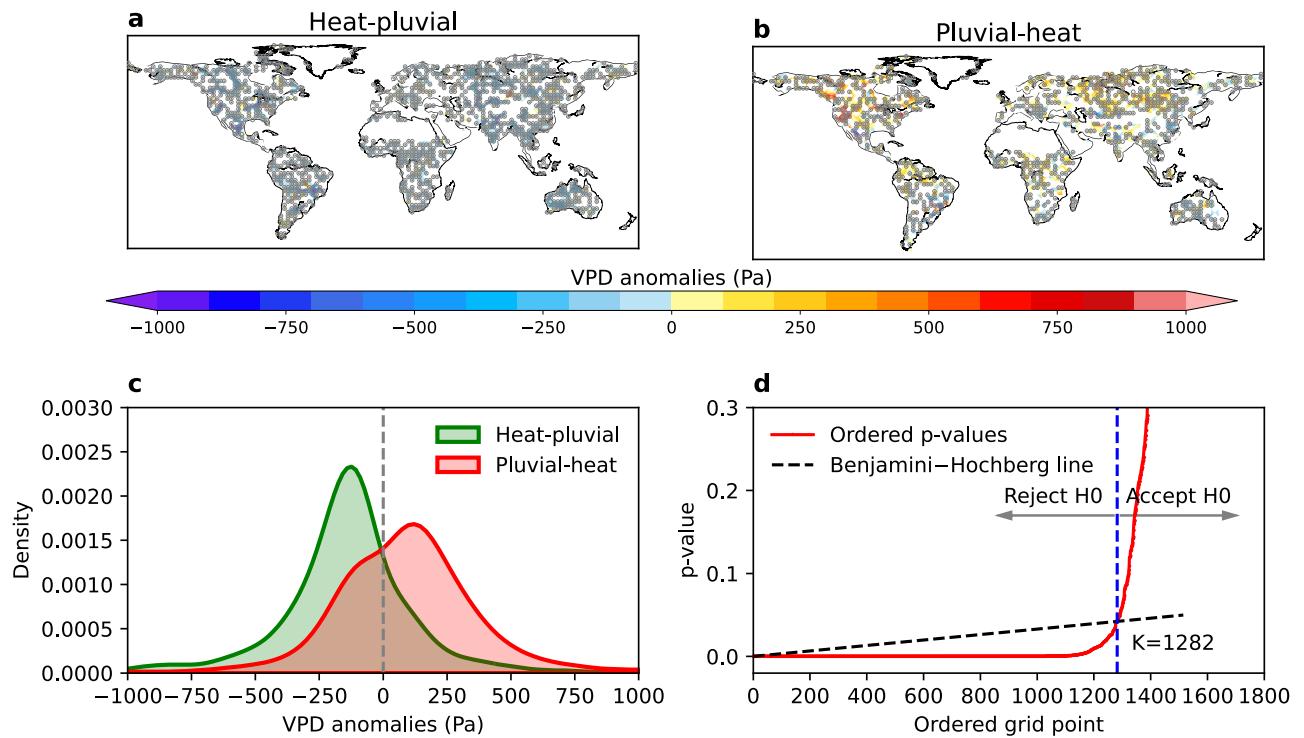 a
Heat-pluvial
b
Pluvial-heat
VPD anomalies (Pa)
−1000 −750 −500 −250 0 250 500 750 1000
c
0.0030
0.0025
0.0020
0.0015
0.0010
0.0005
0.0000
Density
Heat-pluvial
Pluvial-heat
−1000 −750 −500 −250 0 250 500 750 1000
VPD anomalies (Pa)
d
0.3
0.2
0.1
0.0
p-value
Ordered p-values
Benjamini−Hochberg line
Reject H0 Accept H0
K=1282
0 200 400 600 800 1000 1200 1400 1600 1800
Ordered grid point